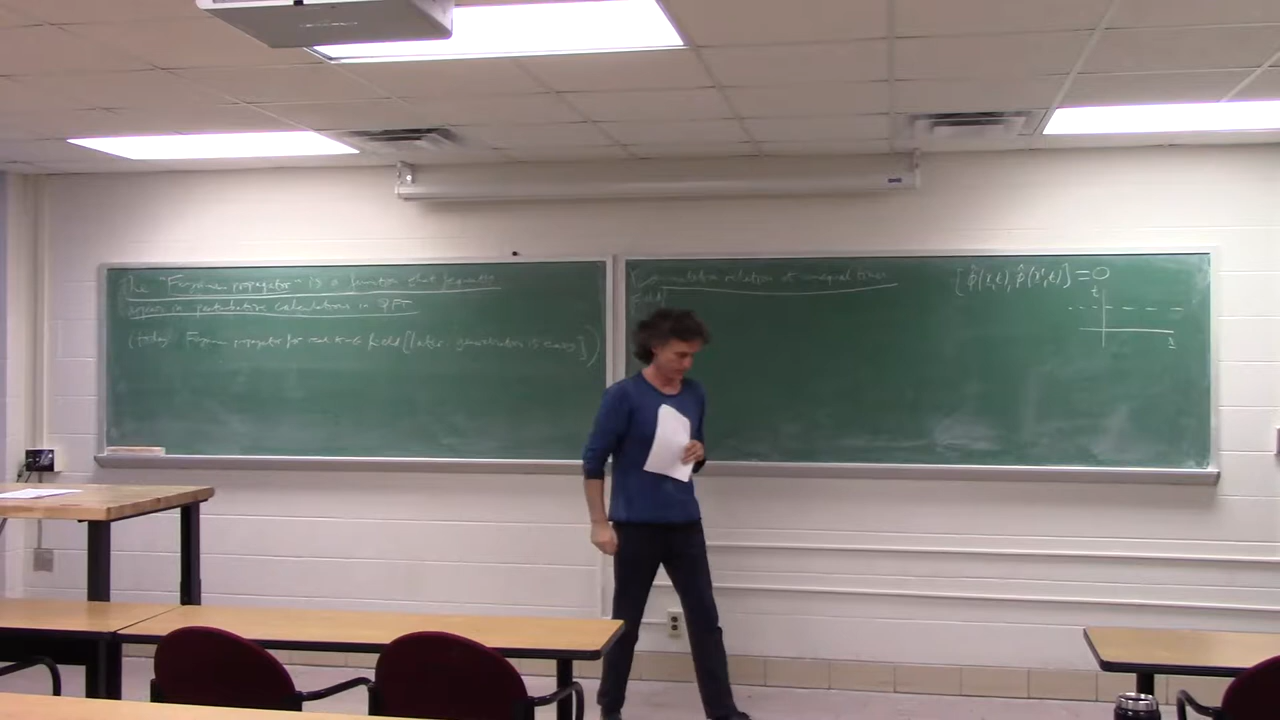 The "Feynman propagator" is a function that frequently
appears in perturbative calculations in QFT
(today: Feynman propagator for real K-G field [later: generalization is easy])
Commutation relation at unequal times
[φ̂(x,t), φ̂(x',t)] = 0
field
t
x